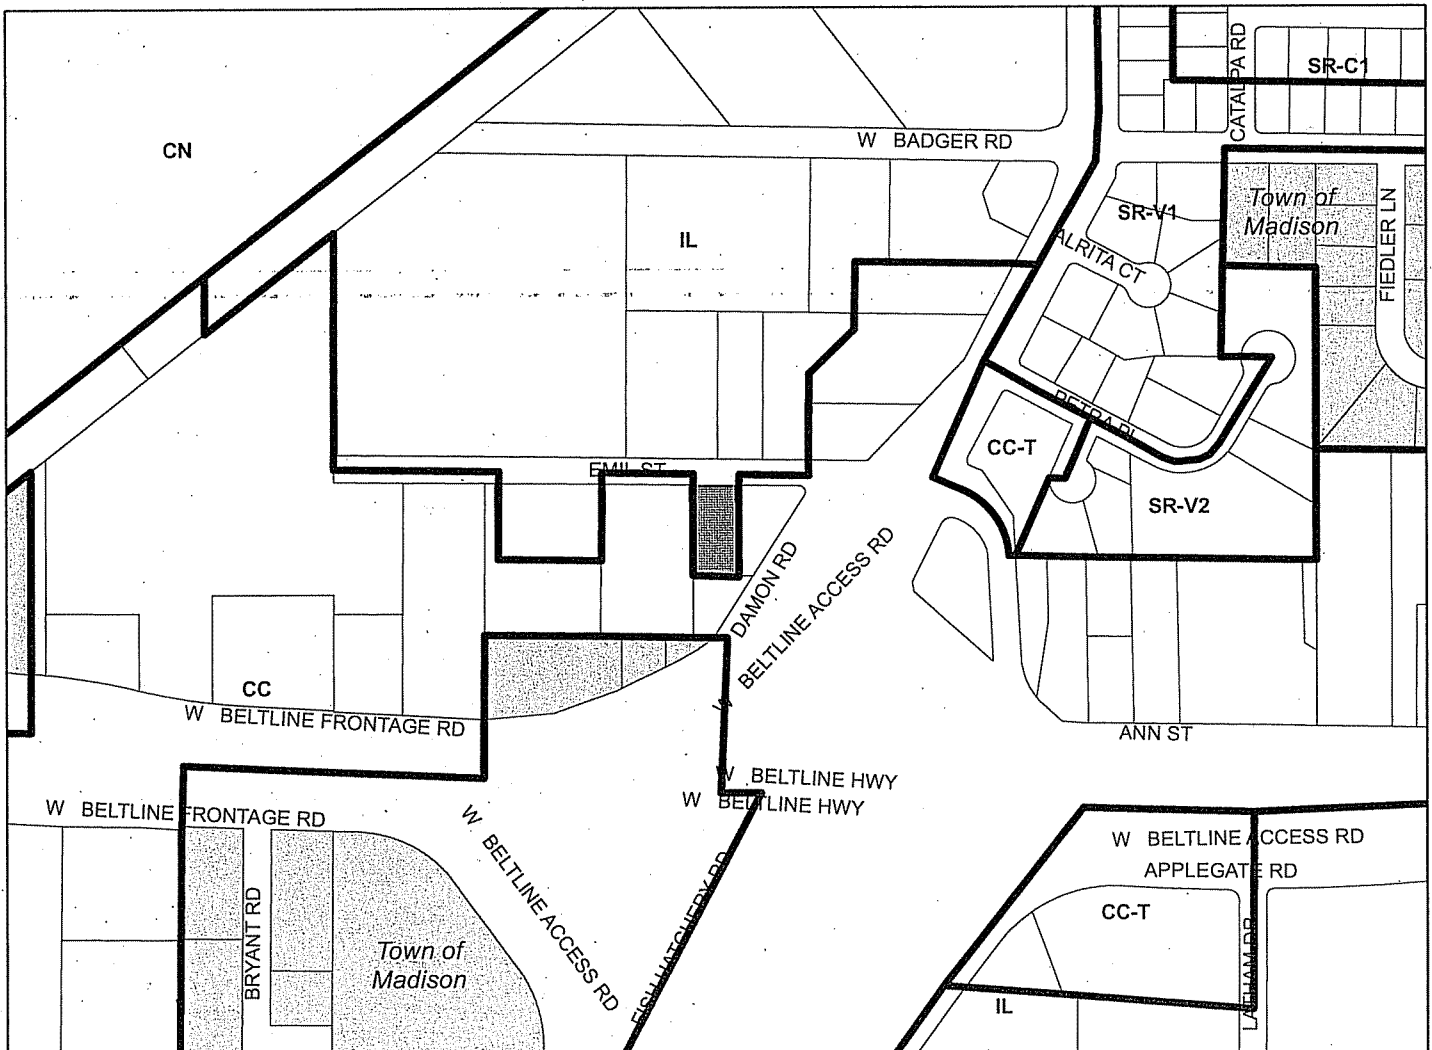 CATALPA RD
SR-C1
W BADGER RD
CN
SR-V1
Town of
Madison
FIEDLER LN
IL
ALRITA CT
PETRA PL
CC-T
EMIL ST
SR-V2
DAMON RD
W BELTLINE ACCESS RD
CC
W BELTLINE FRONTAGE RD
ANN ST
W BELTLINE HWY
W BELTLINE HWY
W BELTLINE FRONTAGE RD
W BELTLINE ACCESS RD
W BELTLINE ACCESS RD
APPLEGATE RD
CC-T
BRYANT RD
Town of
Madison
FISH HATCHERY RD
LATHAM DR
IL